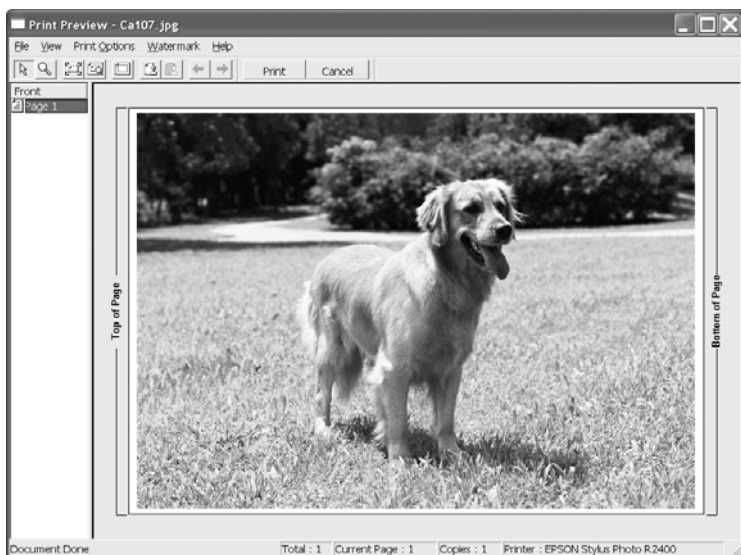 Print Preview - Ca107.jpg
File View Print Options Watermark Help
Print Cancel
Front
Page 1
Top of Page
Bottom of Page
Document Done Total : 1 Current Page : 1 Copies : 1 Printer : EPSON Stylus Photo R2400